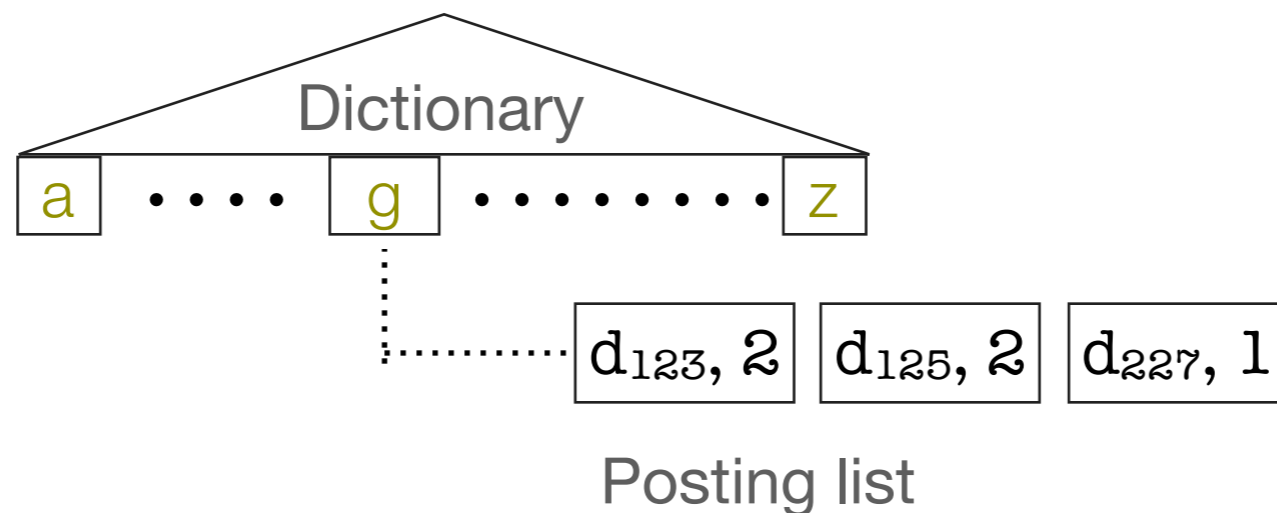 Dictionary
a g z
d₁₂₃, 2 d₁₂₅, 2 d₂₂₇, 1
Posting list